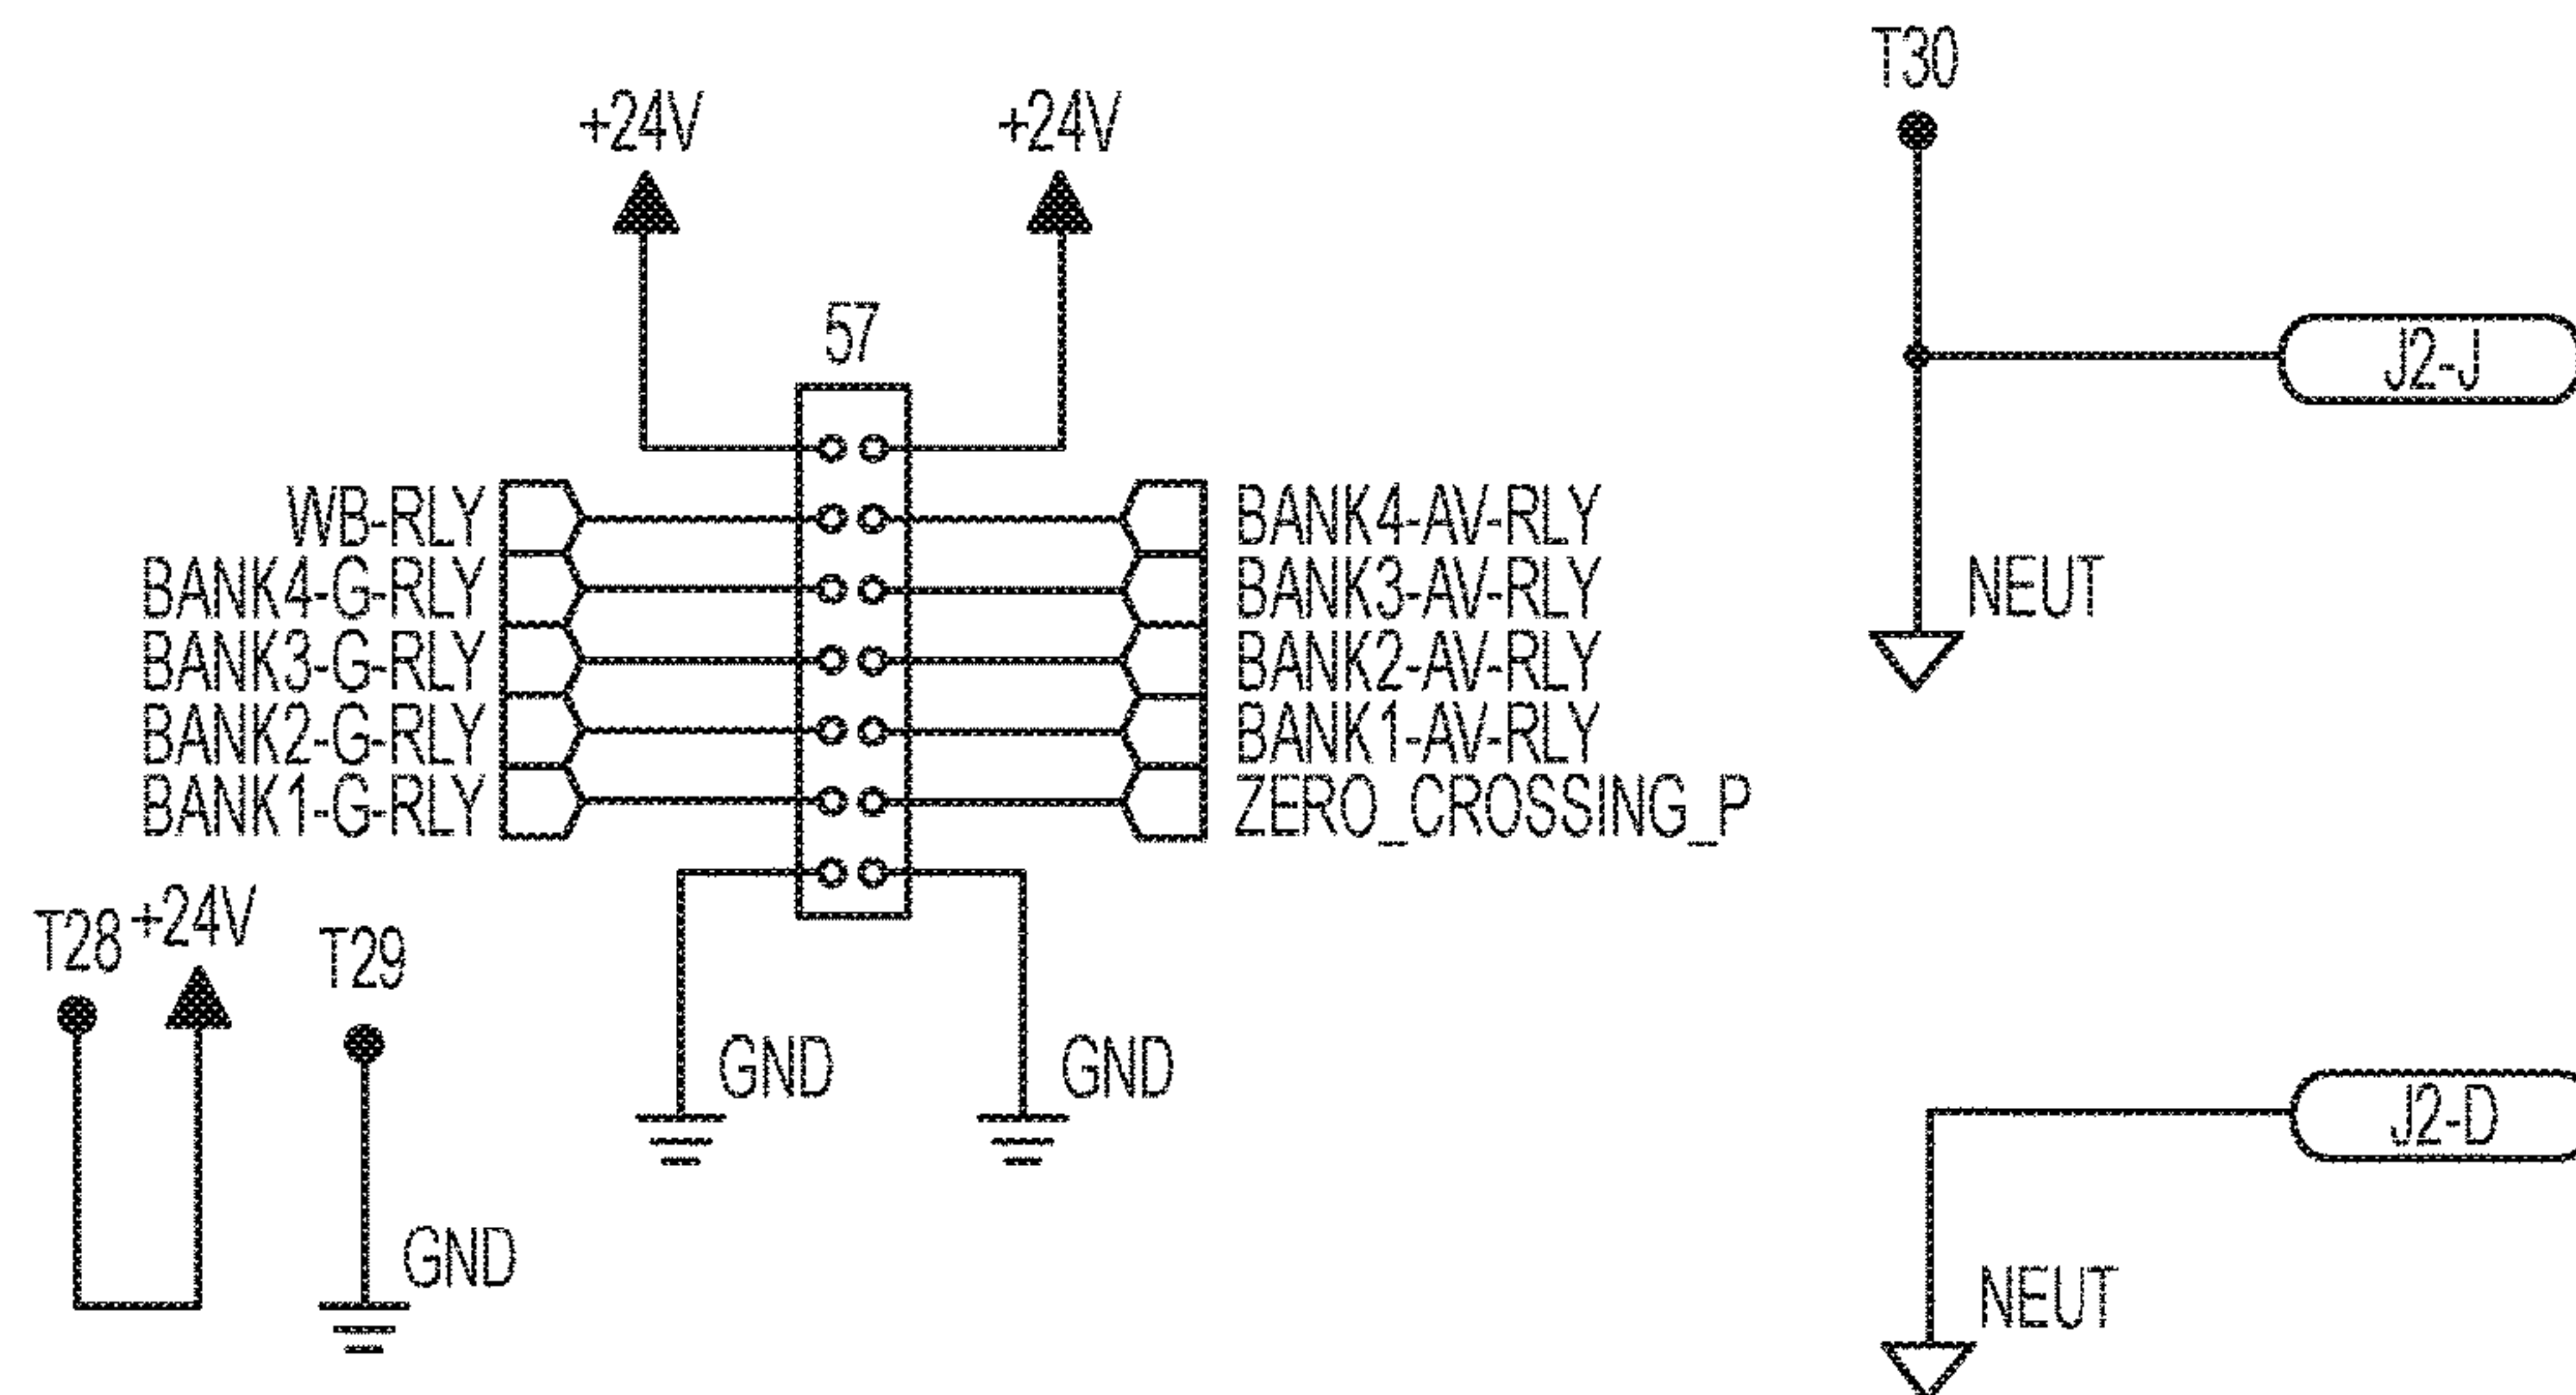 T30
+24V +24V
57
J2-J
WB-RLY BANK4-AV-RLY
BANK4-G-RLY BANK3-AV-RLY NEUT
BANK3-G-RLY BANK2-AV-RLY
BANK2-G-RLY BANK1-AV-RLY
BANK1-G-RLY ZERO_CROSSING_P
T28 +24V T29
GND GND J2-D
GND NEUT